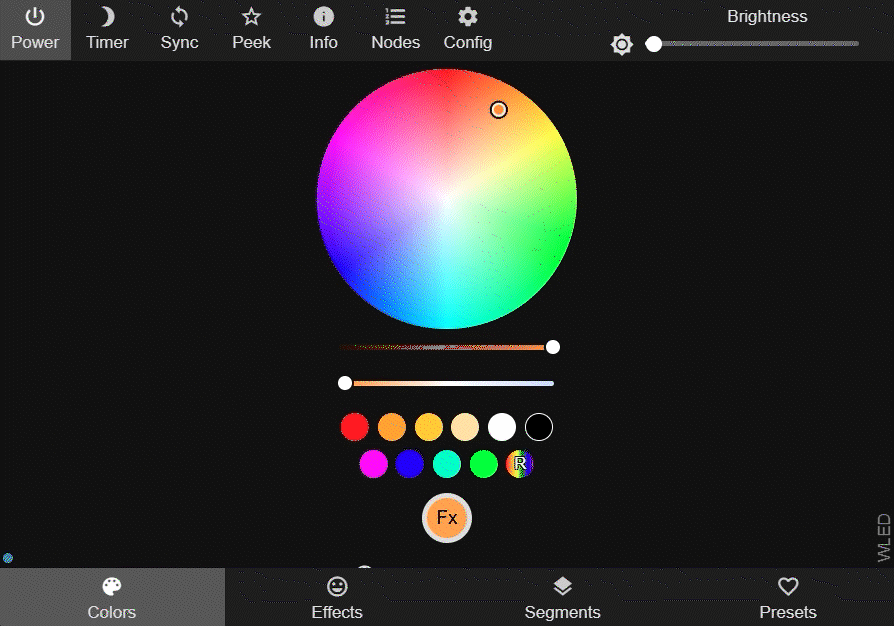 Power Timer Sync Peek Info Nodes Config
Brightness
R
Fx
WLED
Colors Effects Segments Presets